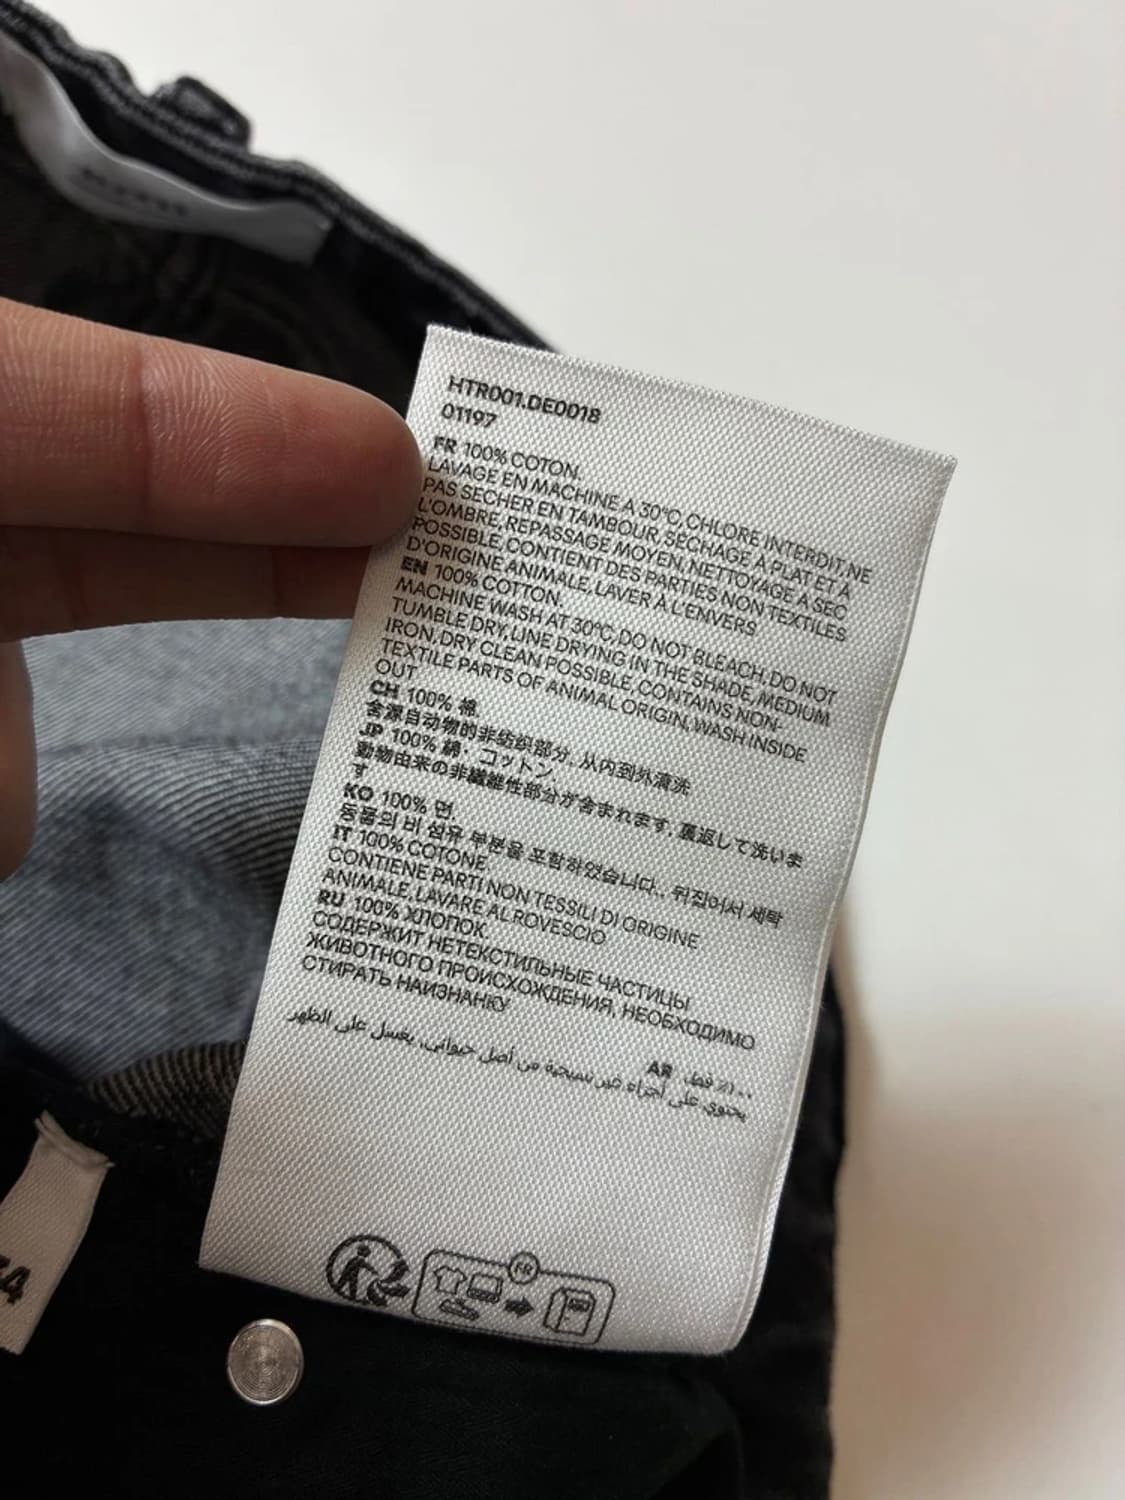 HTR001.DE0018
01197
FR 100% COTON.
LAVAGE EN MACHINE A 30°C, CHLORE INTERDIT, NE
PAS SECHER EN TAMBOUR, SECHAGE A PLAT ET À
L'OMBRE, REPASSAGE MOYEN, NETTOYAGE A SEC
POSSIBLE, CONTIENT DES PARTIES NON TEXTILES
D'ORIGINE ANIMALE, LAVER À L'ENVERS
EN 100% COTTON.
MACHINE WASH AT 30°C, DO NOT BLEACH, DO NOT
TUMBLE DRY, LINE DRYING IN THE SHADE, MEDIUM
IRON, DRY CLEAN POSSIBLE, CONTAINS NON-
TEXTILE PARTS OF ANIMAL ORIGIN, WASH INSIDE
OUT
CH 100% 棉
含源自动物的非纺织部分, 从内到外清洗
JP 100% 綿・コットン
動物由来の非繊維性部分が含まれます, 裏返して洗いま
す
KO 100% 면,
동물의 비 섬유 부분을 포함하였습니다., 뒤집어서 세탁
IT 100% COTONE
CONTIENE PARTI NON TESSILI DI ORIGINE
ANIMALE, LAVARE AL ROVESCIO
RU 100% ХЛОПОК
СОДЕРЖИТ НЕТЕКСТИЛЬНЫЕ ЧАСТИЦЫ
ЖИВОТНОГО ПРОИСХОЖДЕНИЯ, НЕОБХОДИМО
СТИРАТЬ НАИЗНАНКУ
AR ١٠٠٪ قطن
يحتوي على أجزاء غير نسيجية من أصل حيواني، يغسل على الظهر
FR